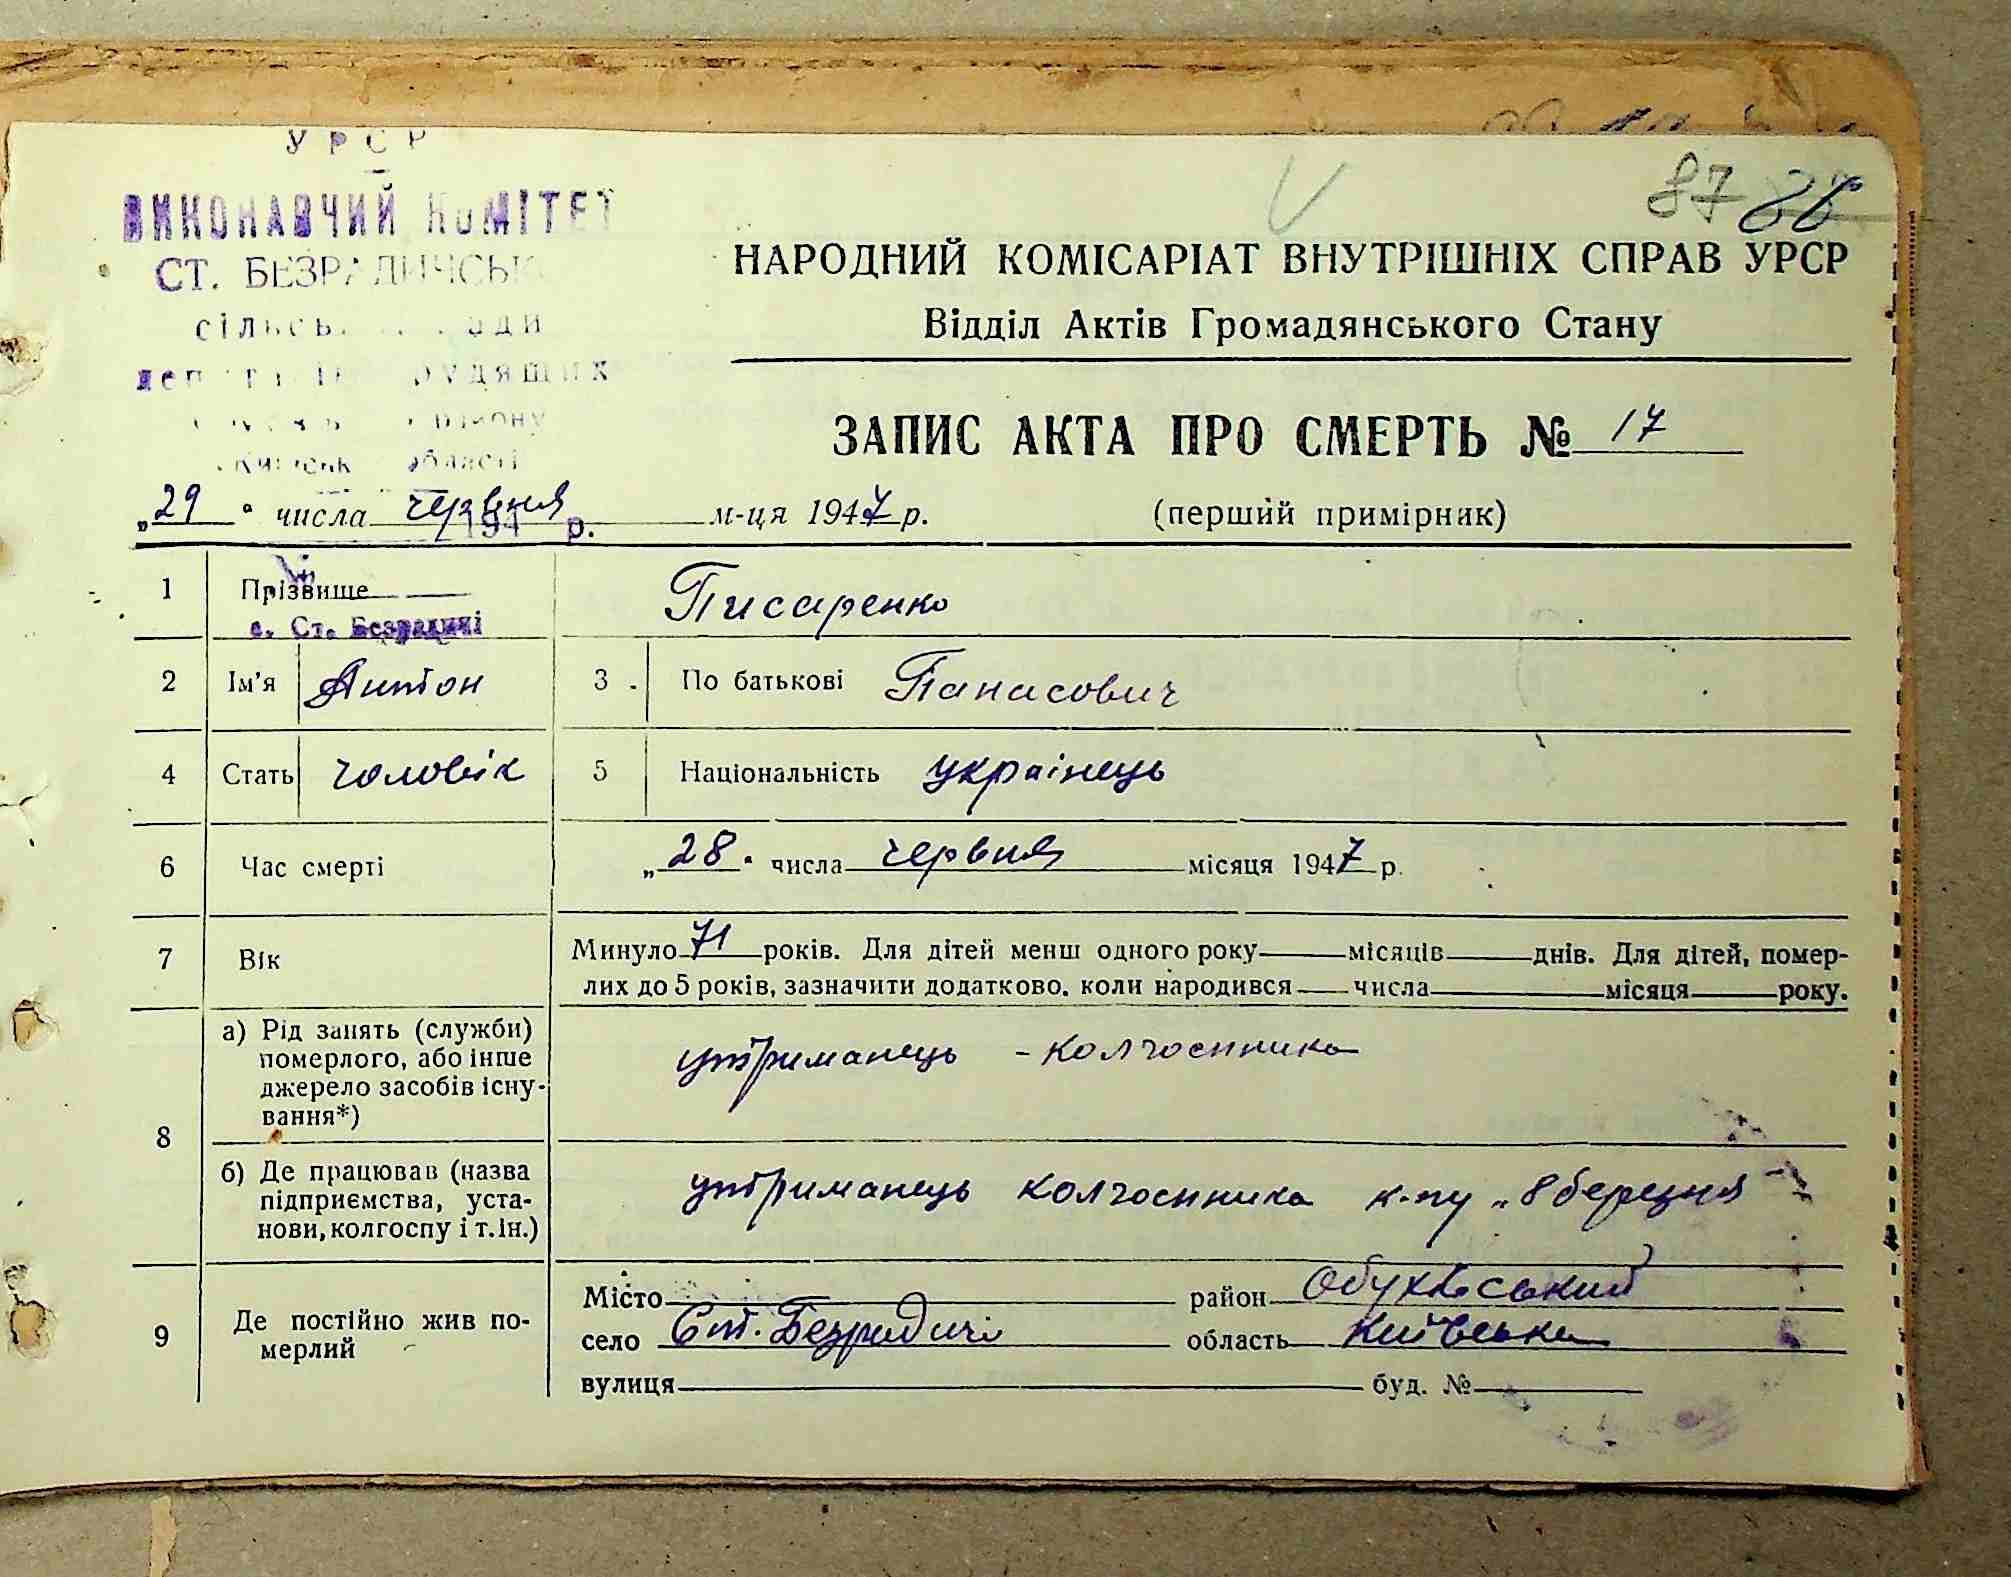 УРСР
ВИКОНАВЧИЙ КОМІТЕТ
87 88
СТ. БЕЗРАДИЧСЬК
НАРОДНИЙ КОМІСАРІАТ ВНУТРІШНІХ СПРАВ УРСР
Відділ Актів Громадянського Стану
ЗАПИС АКТА ПРО СМЕРТЬ № 17
„29" числа червня м-ця 1947 р. (перший примірник)
194 р.
1 Прізвище Писаренко
с. Ст. Безрадичі
2 Ім'я Антон 3 По батькові Панасович
4 Стать чоловік 5 Національність українець
6 Час смерті „28" числа червня місяця 1947 р.
7 Вік Минуло 71 років. Для дітей менш одного року місяців днів. Для дітей, помер-
лих до 5 років, зазначити додатково, коли народився числа місяця року.
8 а) Рід занять (служби)
померлого, або інше
джерело засобів існу-
вання*)
утриманець - колгоспника
б) Де працював (назва
підприємства, уста-
нови, колгоспу і т.ін.)
утриманець колгоспника к-пу „8 березня
9 Де постійно жив по-
мерлий
Місто район Обухівський
село Ст. Безрадичі область Київська
вулиця буд. №